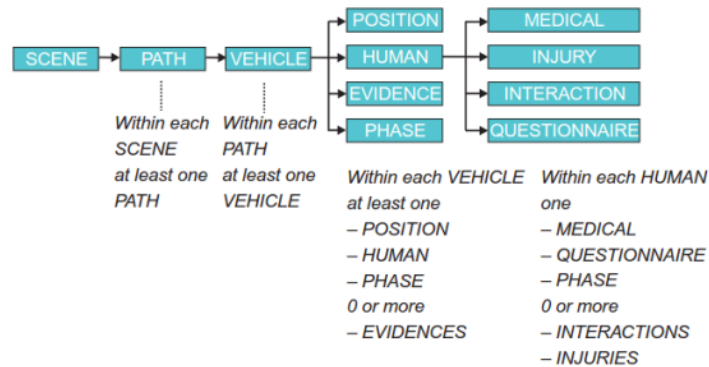 SCENE
PATH
VEHICLE
POSITION
HUMAN
EVIDENCE
PHASE
MEDICAL
INJURY
INTERACTION
QUESTIONNAIRE
Within each
SCENE
at least one
PATH
Within each
PATH
at least one
VEHICLE
Within each VEHICLE
at least one
– POSITION
– HUMAN
– PHASE
0 or more
– EVIDENCES
Within each HUMAN
one
– MEDICAL
– QUESTIONNAIRE
– PHASE
0 or more
– INTERACTIONS
– INJURIES